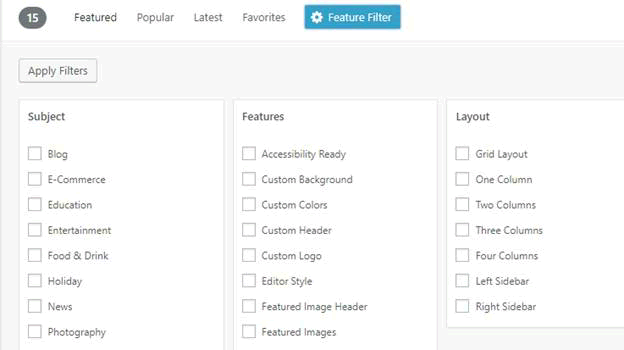 15 Featured Popular Latest Favorites Feature Filter
Apply Filters
Subject
Blog
E-Commerce
Education
Entertainment
Food & Drink
Holiday
News
Photography
Features
Accessibility Ready
Custom Background
Custom Colors
Custom Header
Custom Logo
Editor Style
Featured Image Header
Featured Images
Layout
Grid Layout
One Column
Two Columns
Three Columns
Four Columns
Left Sidebar
Right Sidebar